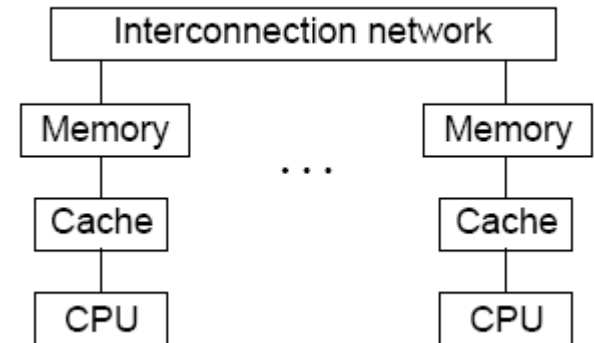 Interconnection network
Memory Memory
. . .
Cache Cache
CPU CPU